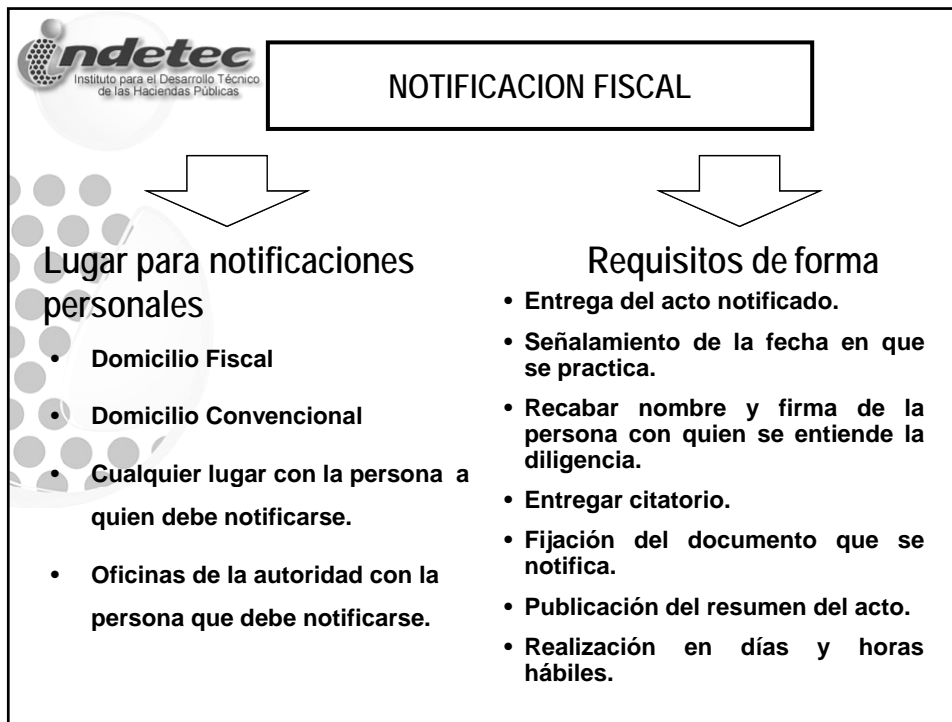 indetec
Instituto para el Desarrollo Técnico
de las Haciendas Públicas
NOTIFICACION FISCAL
Lugar para notificaciones
personales
• Domicilio Fiscal
• Domicilio Convencional
• Cualquier lugar con la persona a
quien debe notificarse.
• Oficinas de la autoridad con la
persona que debe notificarse.
Requisitos de forma
• Entrega del acto notificado.
• Señalamiento de la fecha en que
se practica.
• Recabar nombre y firma de la
persona con quien se entiende la
diligencia.
• Entregar citatorio.
• Fijación del documento que se
notifica.
• Publicación del resumen del acto.
• Realización en días y horas
hábiles.